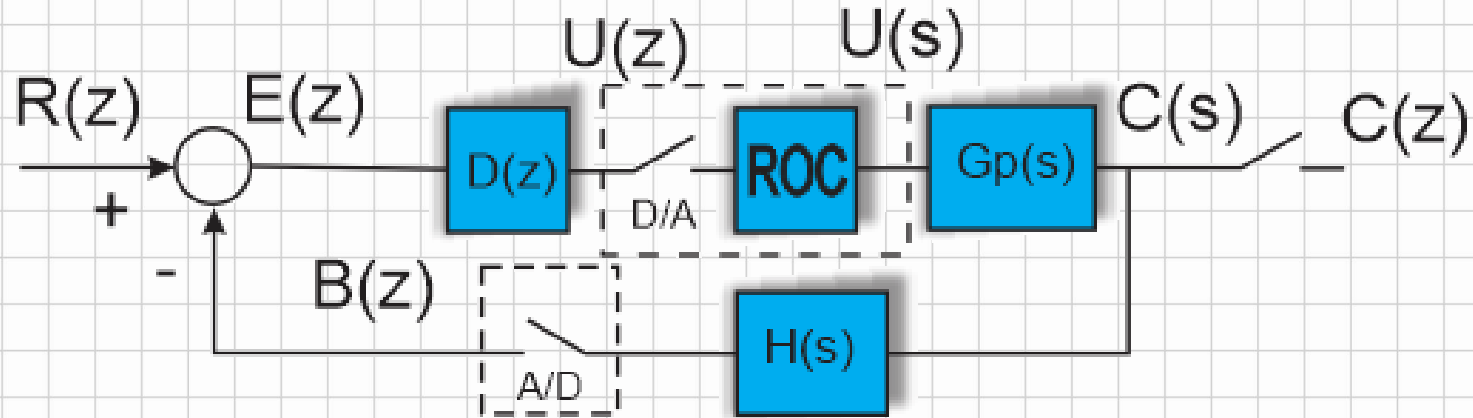 R(z)
E(z)
U(z)
U(s)
C(s)
C(z)
D(z)
D/A
ROC
Gp(s)
+
-
B(z)
A/D
H(s)